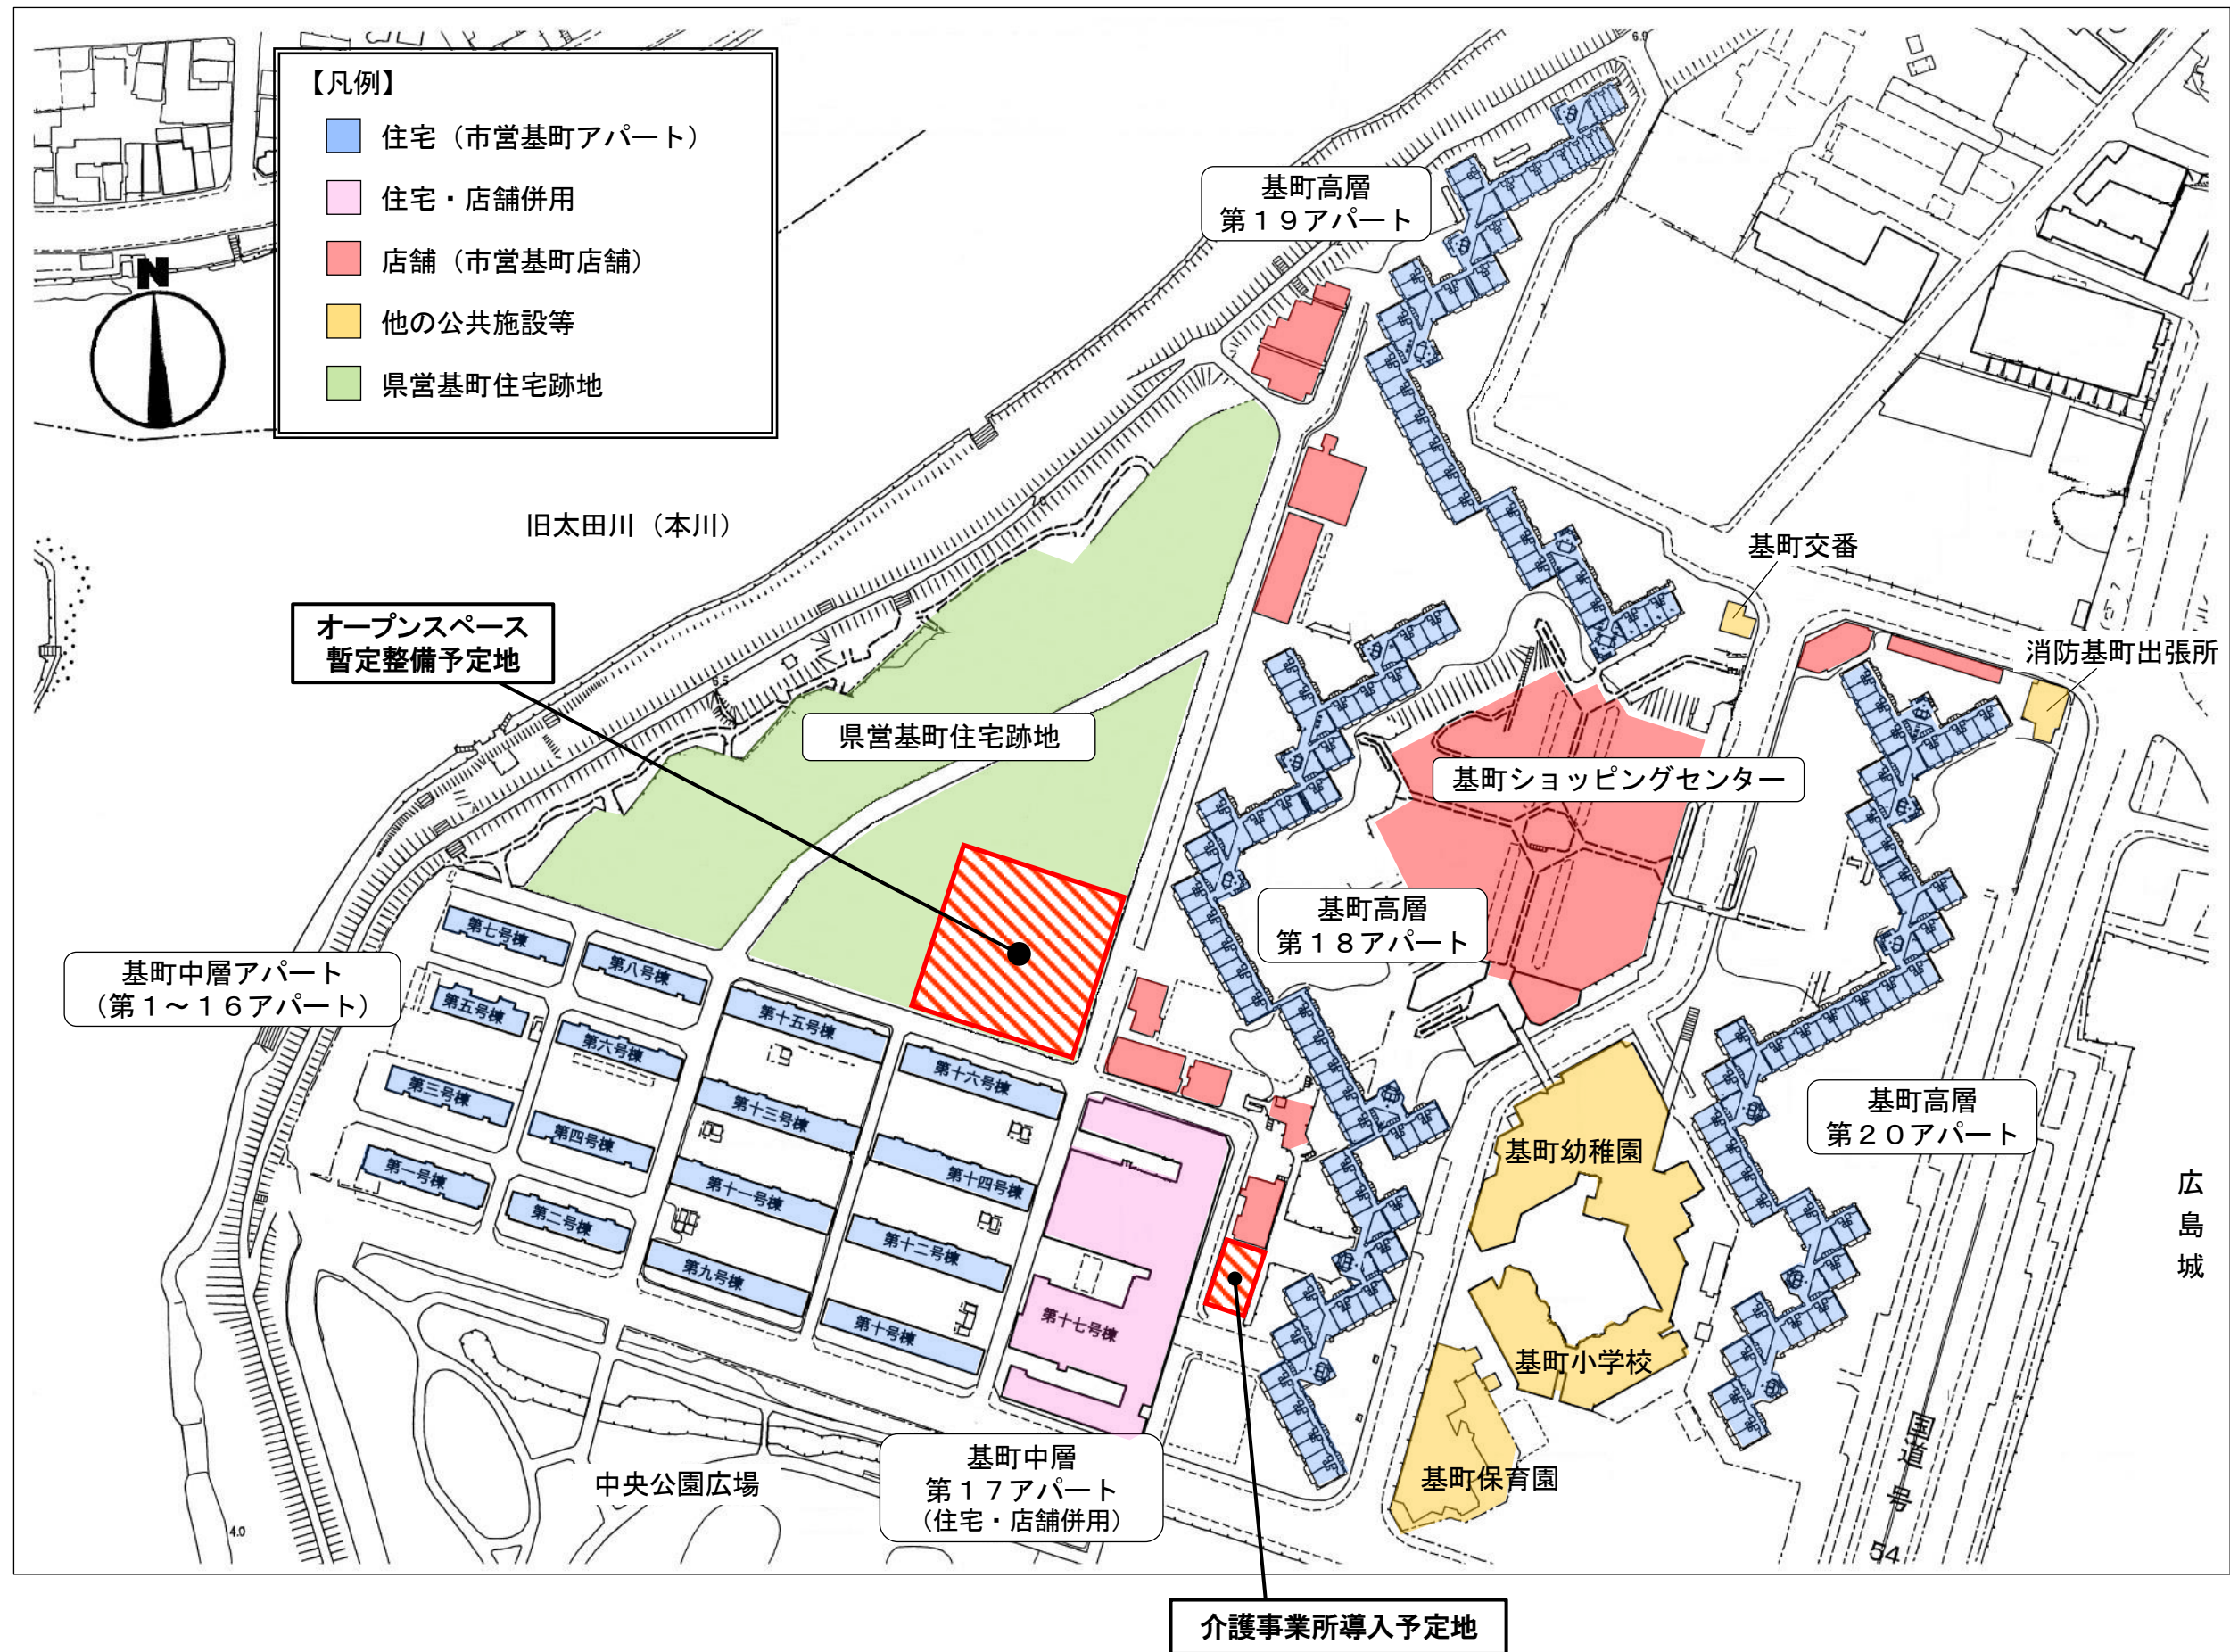 【凡例】
住宅（市営基町アパート）
住宅・店舗併用
店舗（市営基町店舗）
他の公共施設等
県営基町住宅跡地
N
6.9
基町高層
第１９アパート
旧太田川（本川）
7.0
基町交番
オープンスペース
暫定整備予定地
消防基町出張所
6.5
県営基町住宅跡地
基町ショッピングセンター
基町高層
第１８アパート
基町中層アパート
（第１～１６アパート）
第七号棟
第八号棟
第五号棟
第六号棟
第十五号棟
第十六号棟
第三号棟
第四号棟
第十三号棟
第十四号棟
第一号棟
第二号棟
第十一号棟
第十二号棟
第九号棟
第十号棟
第十七号棟
基町高層
第２０アパート
基町幼稚園
基町小学校
基町保育園
広島城
国道
号
54
中央公園広場
基町中層
第１７アパート
（住宅・店舗併用）
4.0
介護事業所導入予定地